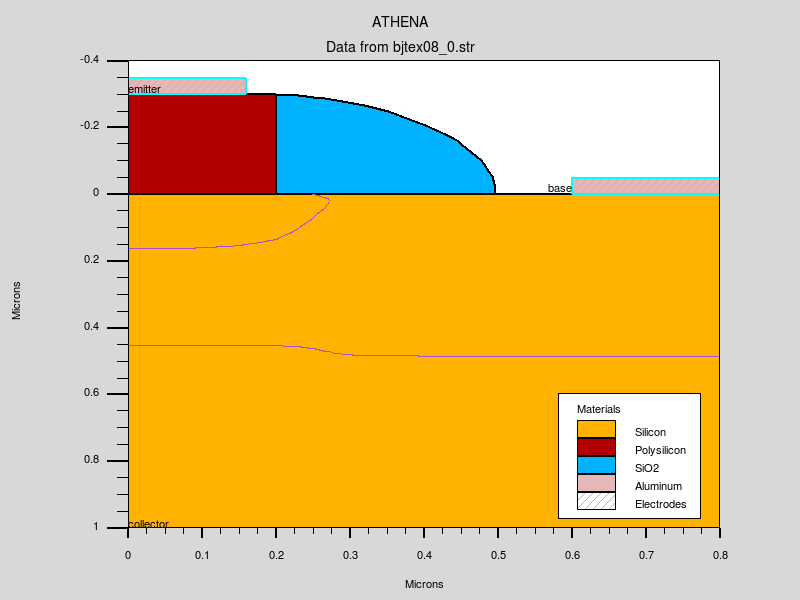 ATHENA
Data from bjtex08_0.str
-0.4
emitter
-0.2
base
0
0.2
Microns
0.4
0.6
Materials
Silicon
Polysilicon
SiO2
Aluminum
Electrodes
0.8
collector
1
0 0.1 0.2 0.3 0.4 0.5 0.6 0.7 0.8
Microns